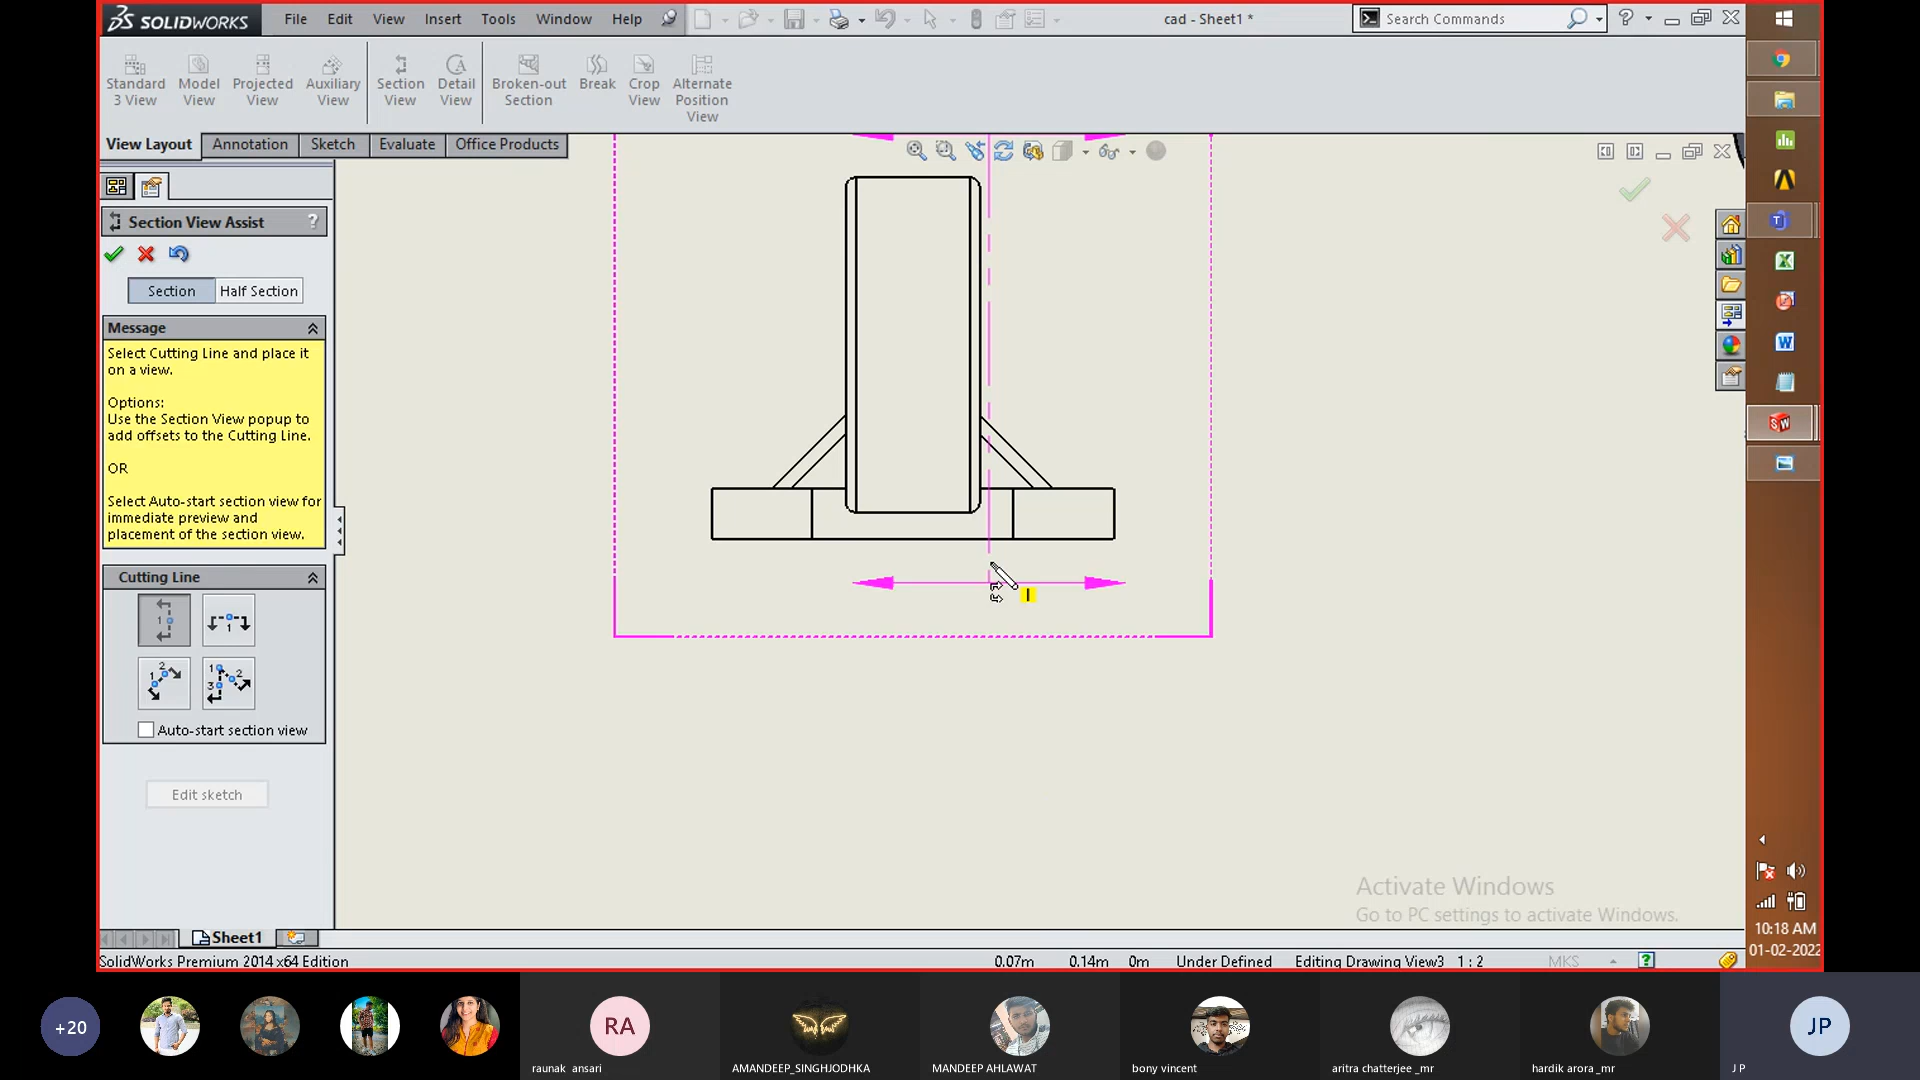 SOLIDWORKS
File Edit View Insert Tools Window Help
cad - Sheet1 *
Search Commands
Standard 3 View
Model View
Projected View
Auxiliary View
Section View
Detail View
Broken-out Section
Break
Crop View
Alternate Position View
View Layout Annotation Sketch Evaluate Office Products
Section View Assist ?
Section Half Section
Message
Select Cutting Line and place it
on a view.
Options:
Use the Section View popup to
add offsets to the Cutting Line.
OR
Select Auto-start section view for
immediate preview and
placement of the section view.
Cutting Line
1
1
2
1
1
2
3
Auto-start section view
Edit sketch
Activate Windows
Go to PC settings to activate Windows.
Sheet1
SolidWorks Premium 2014 x64 Edition
0.07m 0.14m 0m Under Defined Editing Drawing View3 1 : 2 MKS
10:18 AM
01-02-2022
+20
RA
JP
raunak ansari
AMANDEEP_SINGHJODHKA
MANDEEP AHLAWAT
bony vincent
aritra chatterjee _mr
hardik arora _mr
J P